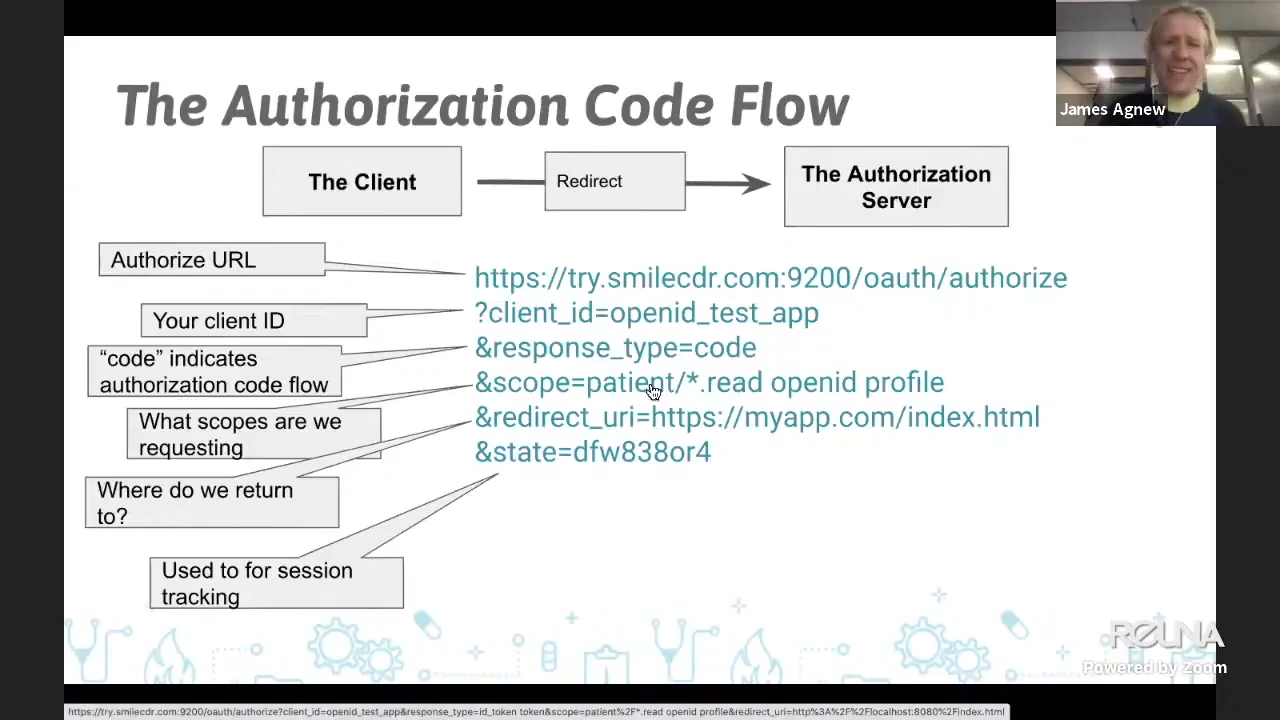 James Agnew
The Authorization Code Flow
The Client
Redirect
The Authorization
Server
Authorize URL
https://try.smilecdr.com:9200/oauth/authorize
Your client ID
?client_id=openid_test_app
“code” indicates
authorization code flow
&response_type=code
What scopes are we
requesting
&scope=patient/*.read openid profile
Where do we return
to?
&redirect_uri=https://myapp.com/index.html
Used to for session
tracking
&state=dfw838or4
RELNA
Powered by Zoom
https://try.smilecdr.com:9200/oauth/authorize?client_id=openid_test_app&response_type=id_token token&scope=patient%2F*.read openid profile&redirect_uri=http%3A%2F%2Flocalhost:8080%2Findex.html